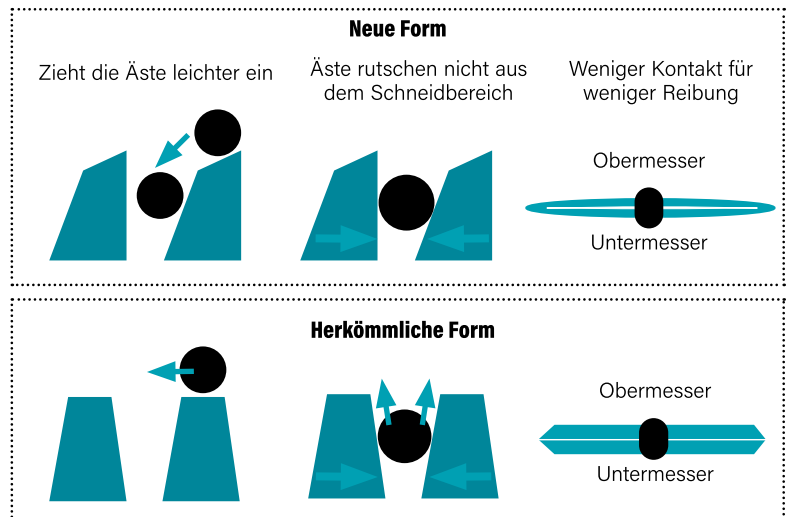 Neue Form
Zieht die Äste leichter ein
Äste rutschen nicht aus
dem Schneidbereich
Weniger Kontakt für
weniger Reibung
Obermesser
Untermesser
Herkömmliche Form
Obermesser
Untermesser